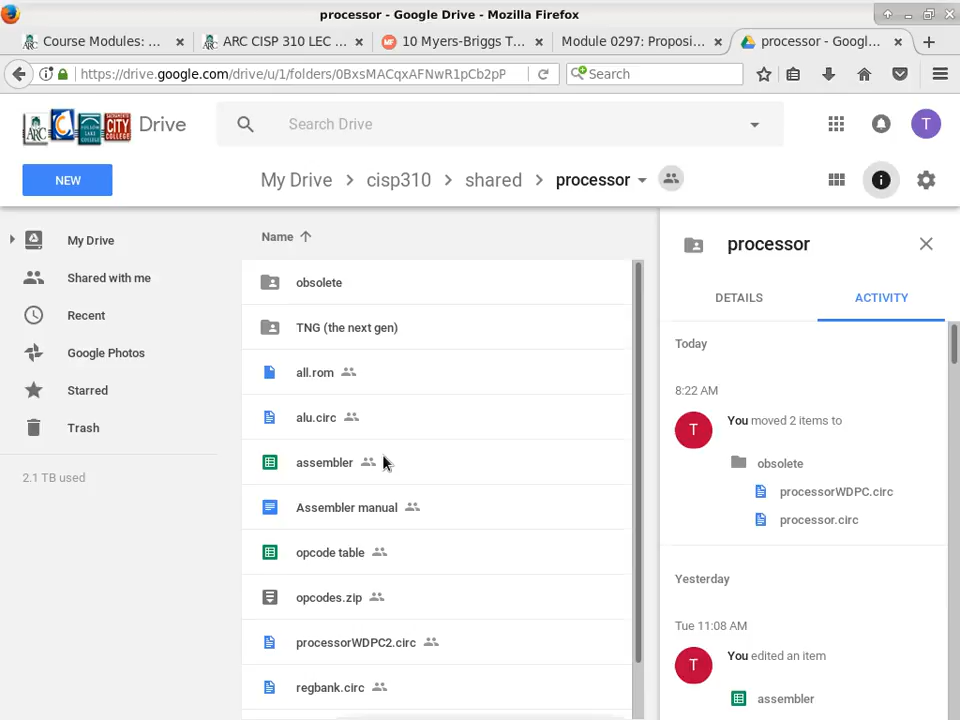 processor - Google Drive - Mozilla Firefox
Course Modules: ...
ARC CISP 310 LEC ...
10 Myers-Briggs T...
Module 0297: Proposi...
processor - Googl...
https://drive.google.com/drive/u/1/folders/0BxsMACqxAFNwR1pCb2pP
Search
ARC
SACRAMENTO CITY COLLEGE
Drive
Search Drive
T
NEW
My Drive > cisp310 > shared > processor
My Drive
Shared with me
Recent
Google Photos
Starred
Trash
2.1 TB used
Name
obsolete
TNG (the next gen)
all.rom
alu.circ
assembler
Assembler manual
opcode table
opcodes.zip
processorWDPC2.circ
regbank.circ
processor
DETAILS
ACTIVITY
Today
8:22 AM
T
You moved 2 items to
obsolete
processorWDPC.circ
processor.circ
Yesterday
Tue 11:08 AM
T
You edited an item
assembler